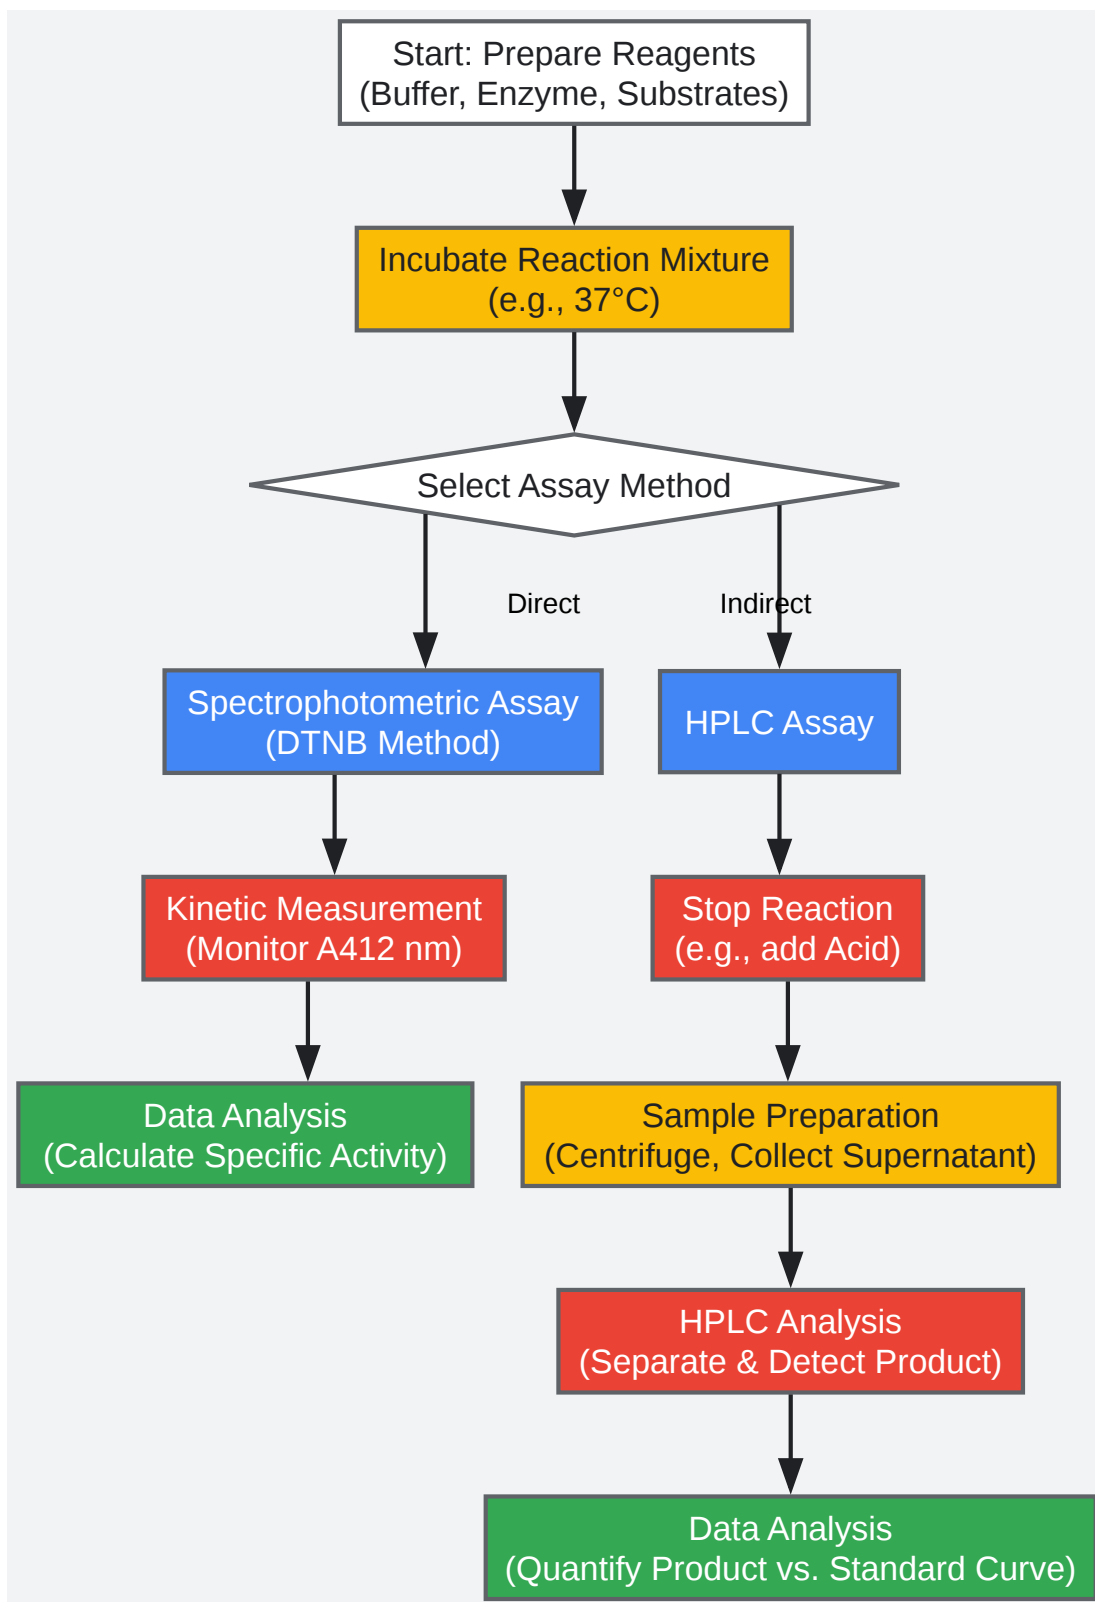 Start: Prepare Reagents
(Buffer, Enzyme, Substrates)
Incubate Reaction Mixture
(e.g., 37°C)
Select Assay Method
Direct
Indirect
Spectrophotometric Assay
(DTNB Method)
HPLC Assay
Kinetic Measurement
(Monitor A412 nm)
Stop Reaction
(e.g., add Acid)
Data Analysis
(Calculate Specific Activity)
Sample Preparation
(Centrifuge, Collect Supernatant)
HPLC Analysis
(Separate & Detect Product)
Data Analysis
(Quantify Product vs. Standard Curve)